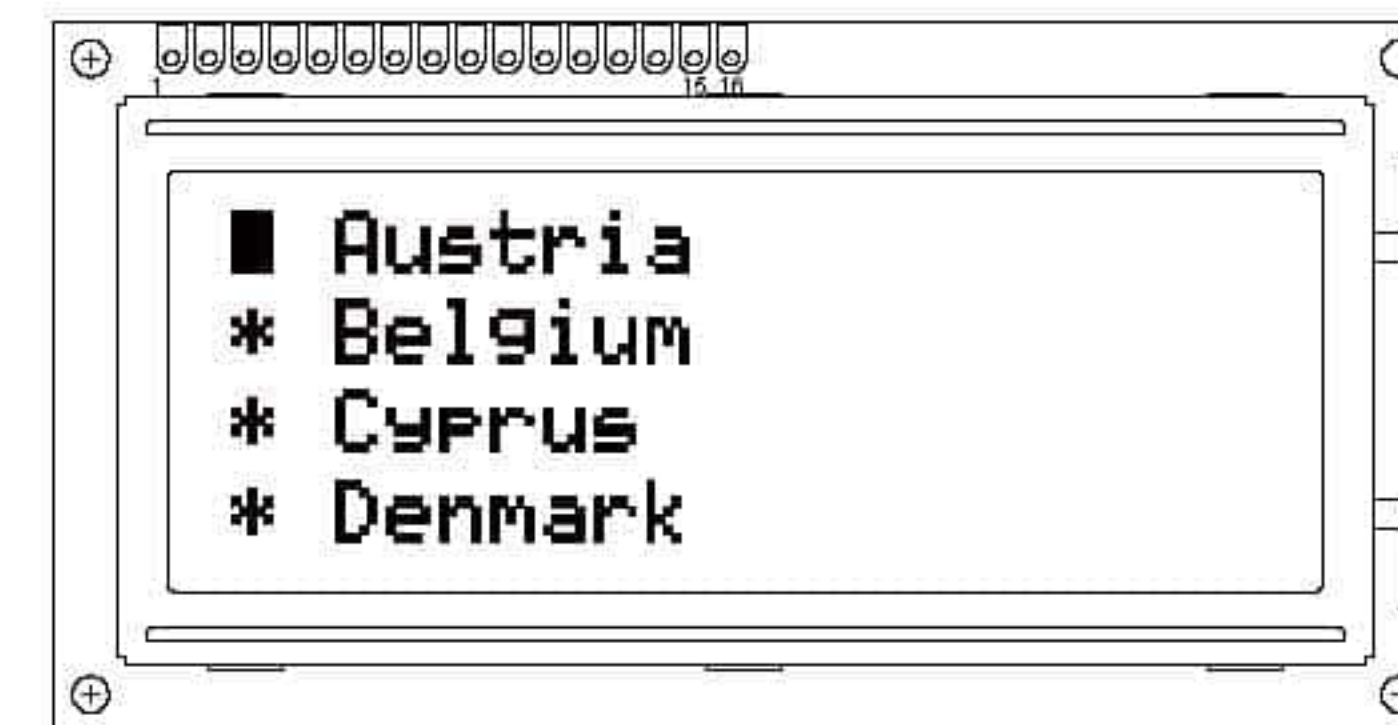 1 15 16
█ Austria
* Belgium
* Cyprus
* Denmark